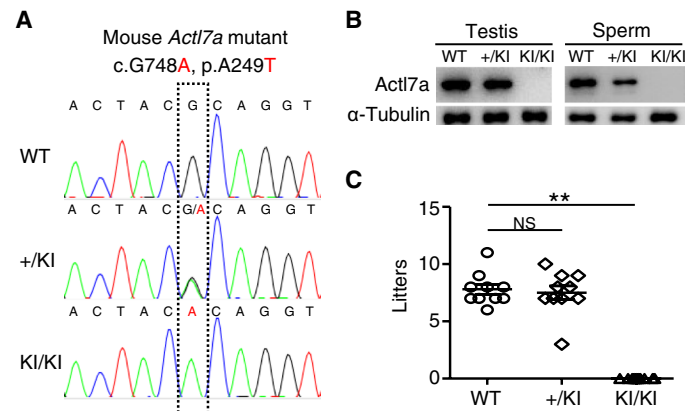 A
Mouse Actl7a mutant
c.G748A, p.A249T
A C T A C G C A G G T
WT
A C T A C G/A C A G G T
+/KI
A C T A C A C A G G T
KI/KI
B
Testis Sperm
WT +/KI KI/KI WT +/KI KI/KI
Actl7a
α-Tubulin
C
**
NS
15
10
5
0
Litters
WT +/KI KI/KI